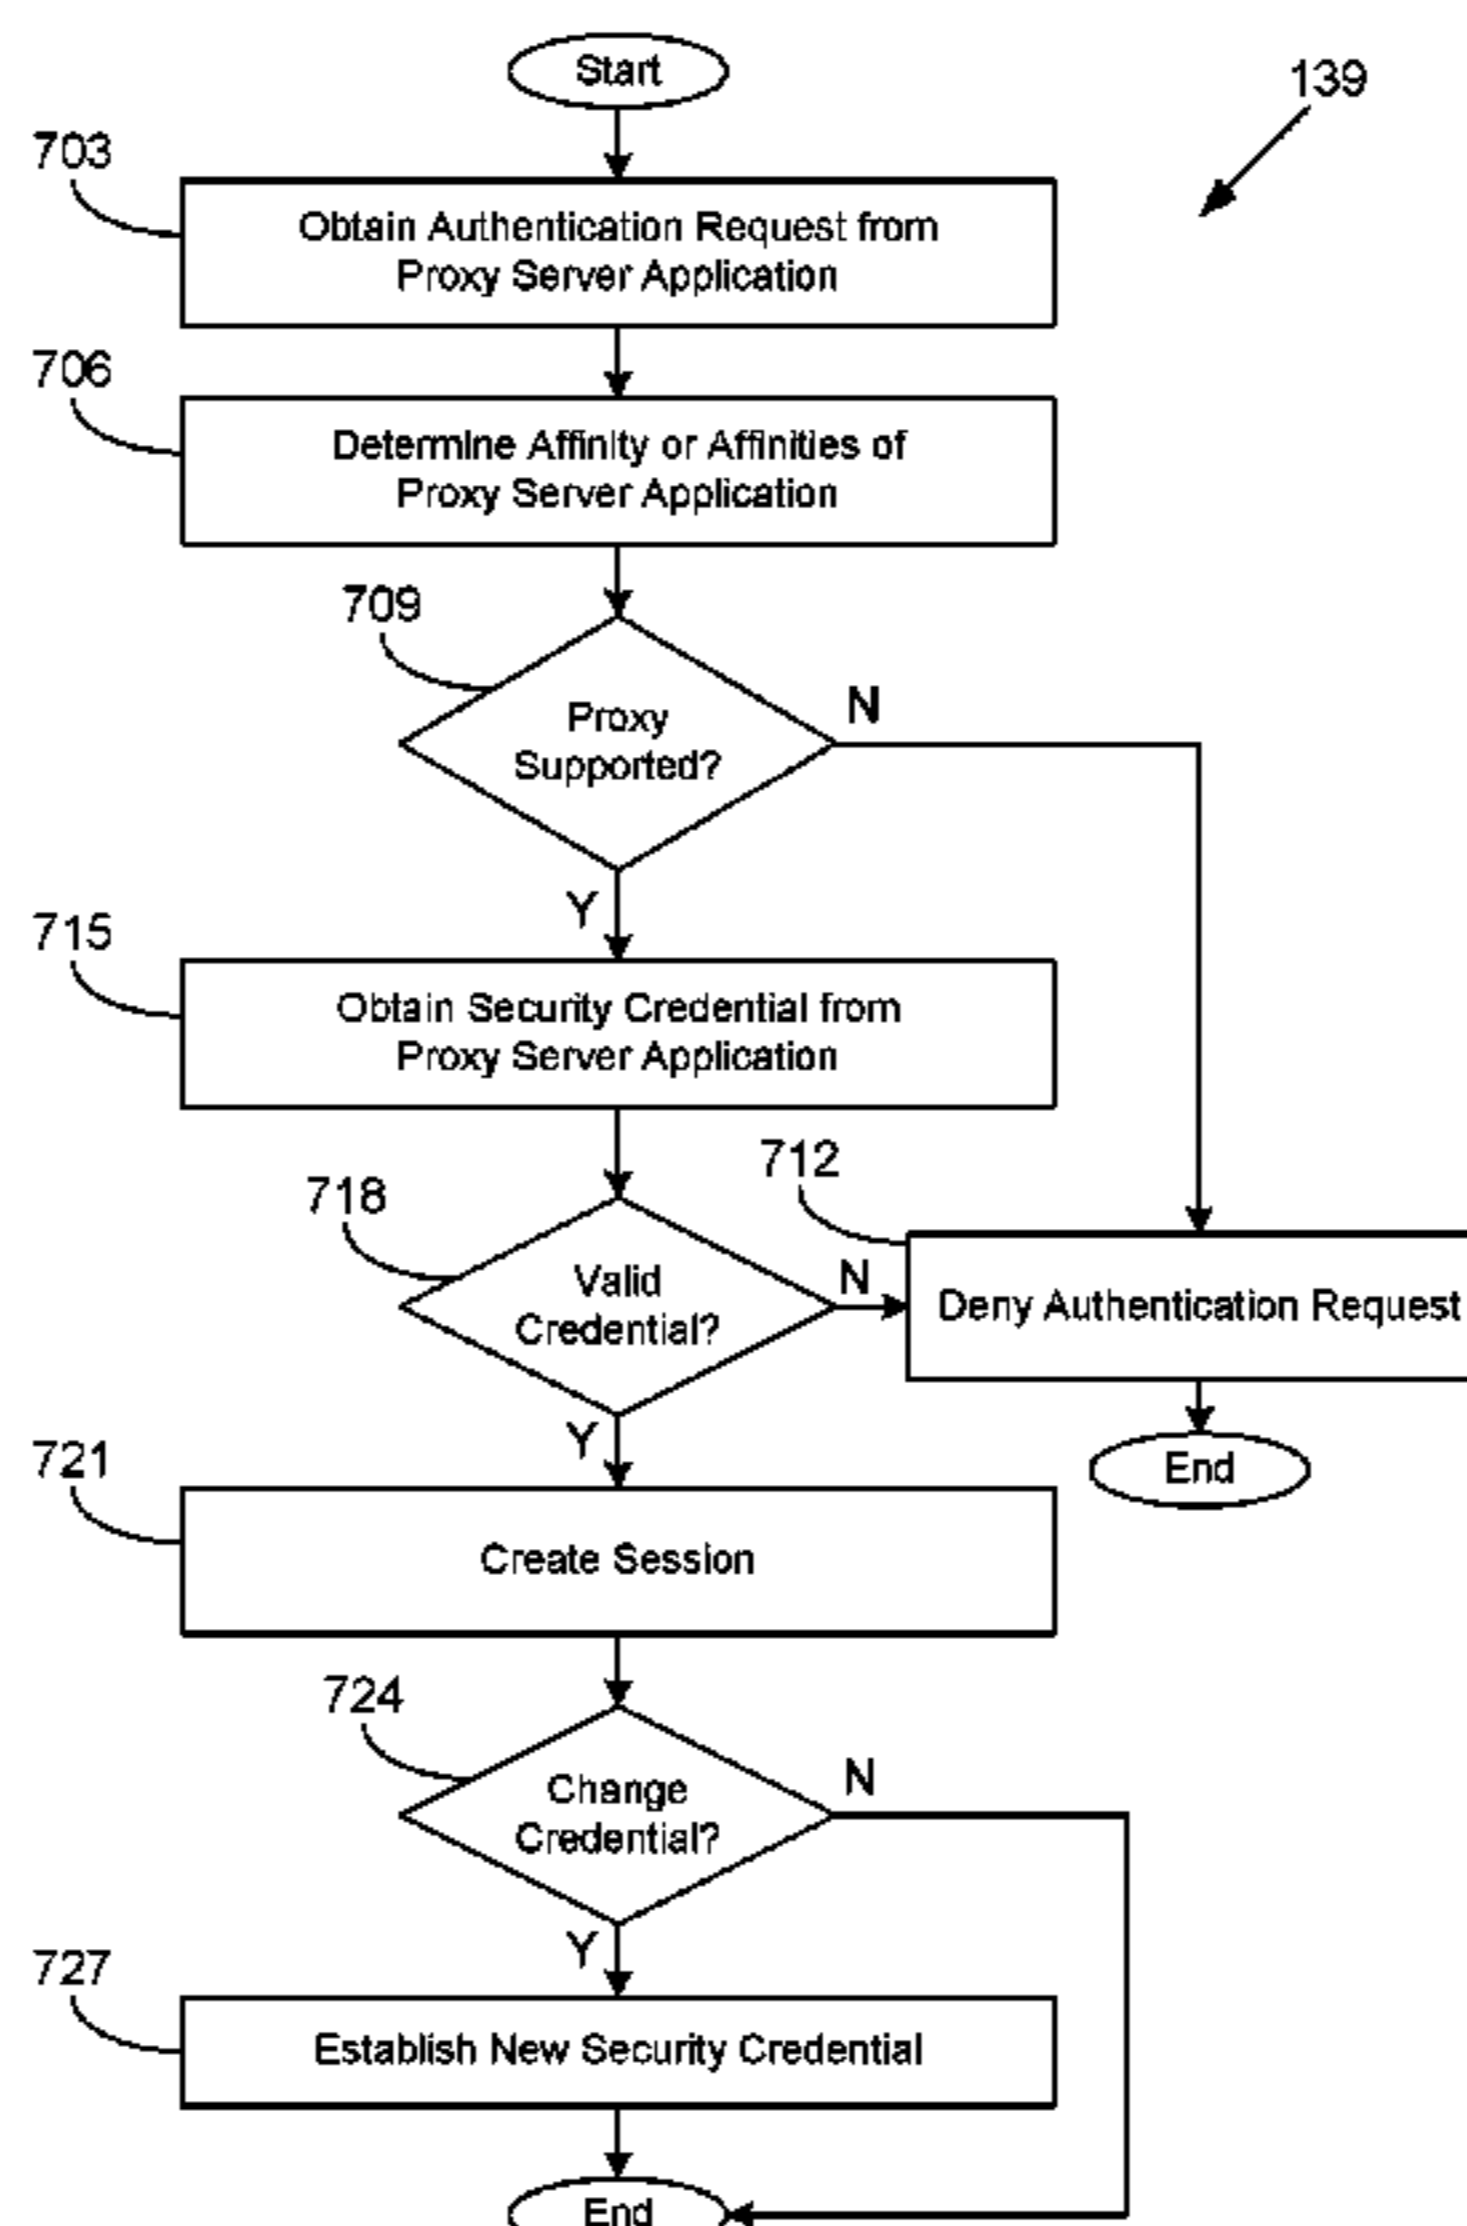 Start
139
703
Obtain Authentication Request from
Proxy Server Application
706
Determine Affinity or Affinities of
Proxy Server Application
709
Proxy
Supported?
N
Y
715
Obtain Security Credential from
Proxy Server Application
712
718
Valid
Credential?
N
Deny Authentication Request
Y
End
721
Create Session
724
Change
Credential?
N
Y
727
Establish New Security Credential
End